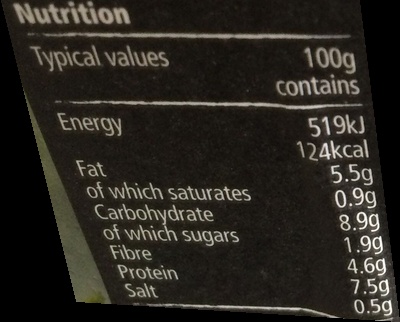 Nutrition
Typical values 100g
contains
Energy 519kJ
124kcal
Fat 5.5g
of which saturates 0.9g
Carbohydrate 8.9g
of which sugars 1.9g
Fibre 4.6g
Protein 7.5g
Salt 0.5g